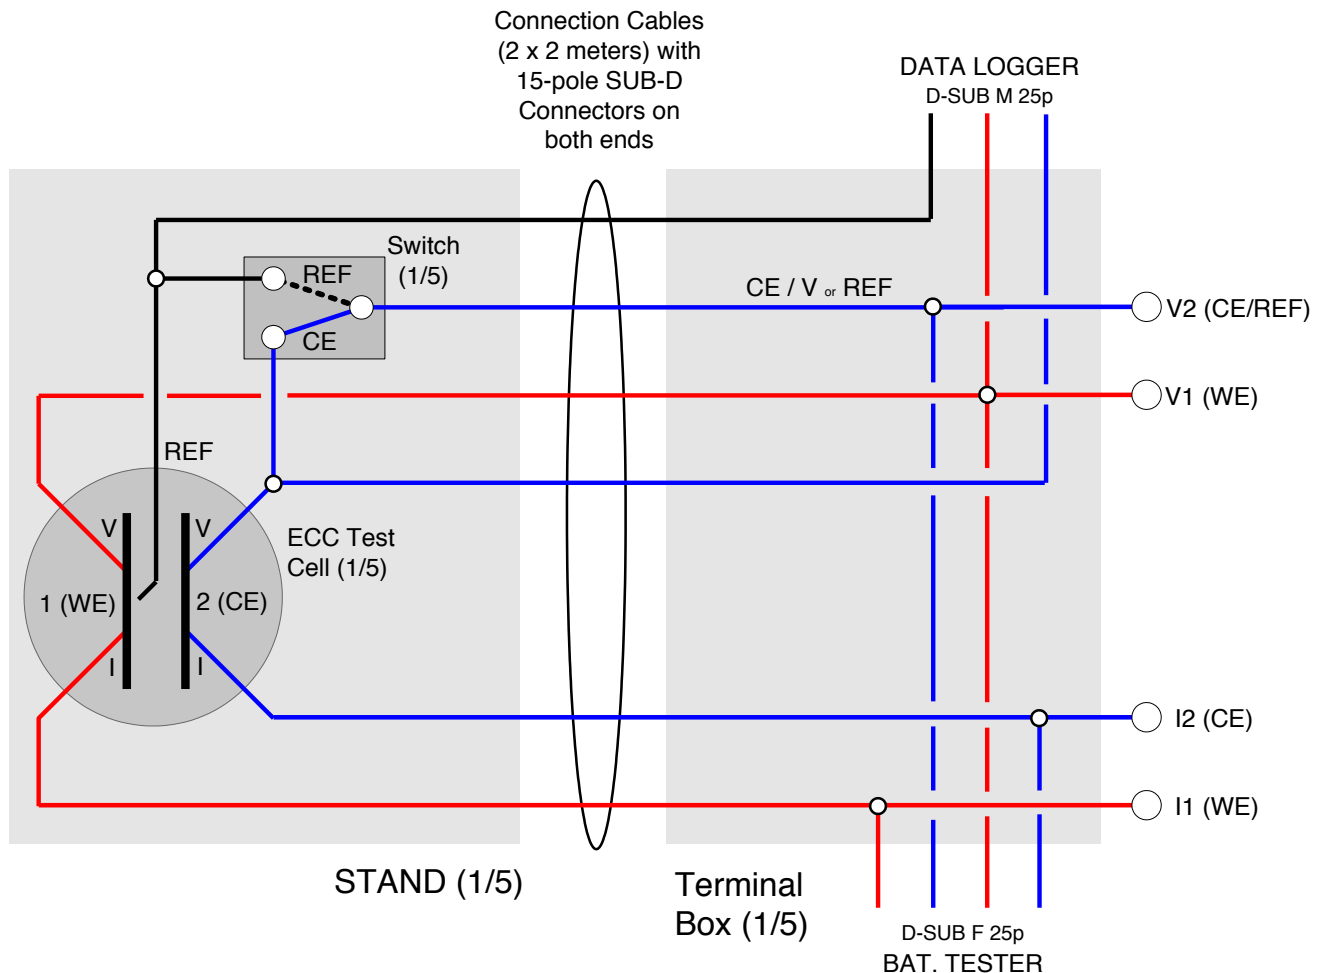 Connection Cables
(2 x 2 meters) with
15-pole SUB-D
Connectors on
both ends
DATA LOGGER
D-SUB M 25p
Switch
(1/5)
REF
CE
CE / V or REF
V2 (CE/REF)
V1 (WE)
REF
V
V
ECC Test
Cell (1/5)
1 (WE)
2 (CE)
I
I
I2 (CE)
I1 (WE)
STAND (1/5)
Terminal
Box (1/5)
D-SUB F 25p
BAT. TESTER